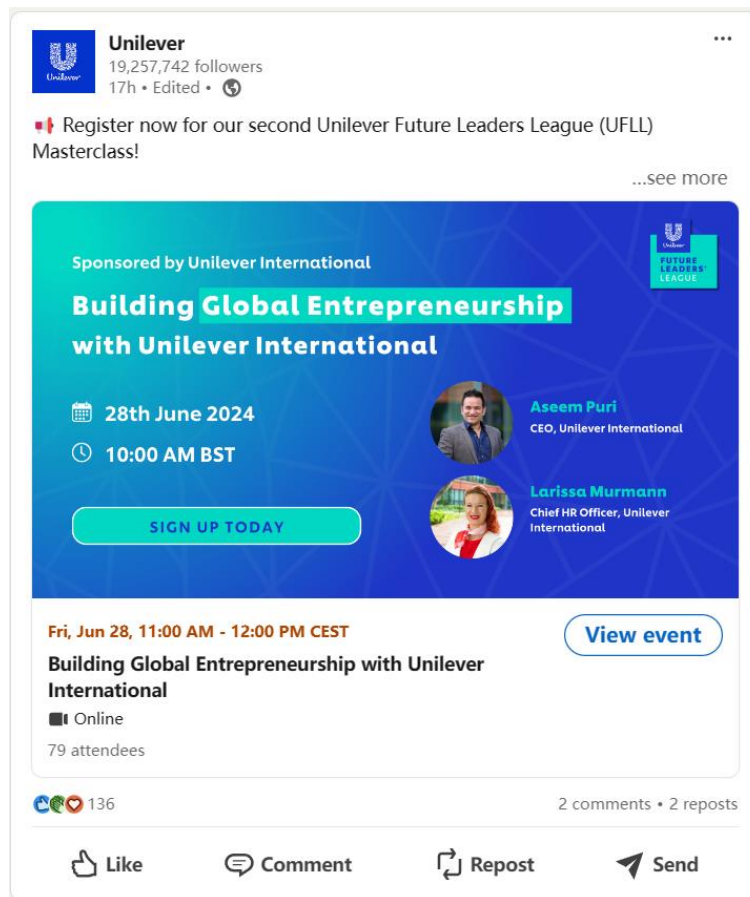 Unilever
Unilever
19,257,742 followers
17h • Edited •
Register now for our second Unilever Future Leaders League (UFLL)
Masterclass!
...see more
Unilever
FUTURE
LEADERS'
LEAGUE
Sponsored by Unilever International
Building Global Entrepreneurship
with Unilever International
28th June 2024
10:00 AM BST
SIGN UP TODAY
Aseem Puri
CEO, Unilever International
Larissa Murmann
Chief HR Officer, Unilever
International
Fri, Jun 28, 11:00 AM - 12:00 PM CEST
View event
Building Global Entrepreneurship with Unilever
International
Online
79 attendees
136
2 comments • 2 reposts
Like
Comment
Repost
Send